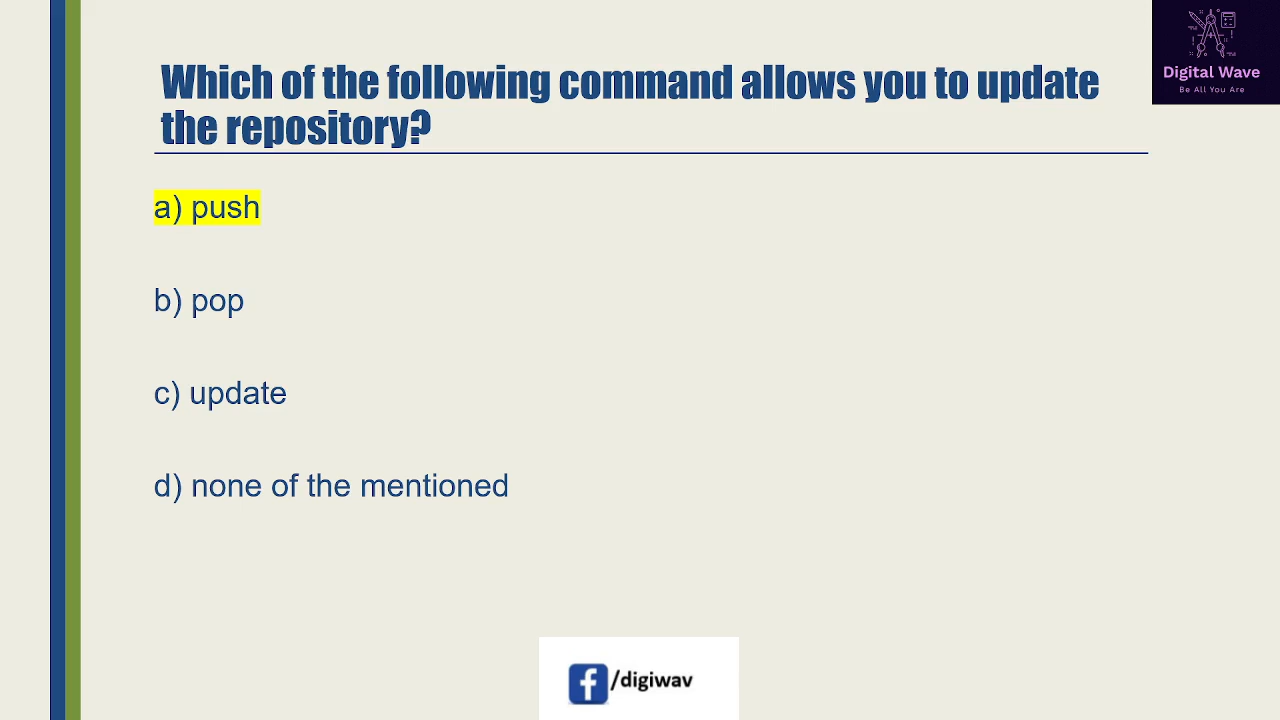 Digital Wave
Be All You Are
Which of the following command allows you to update
the repository?
a) push
b) pop
c) update
d) none of the mentioned
f/digiwav